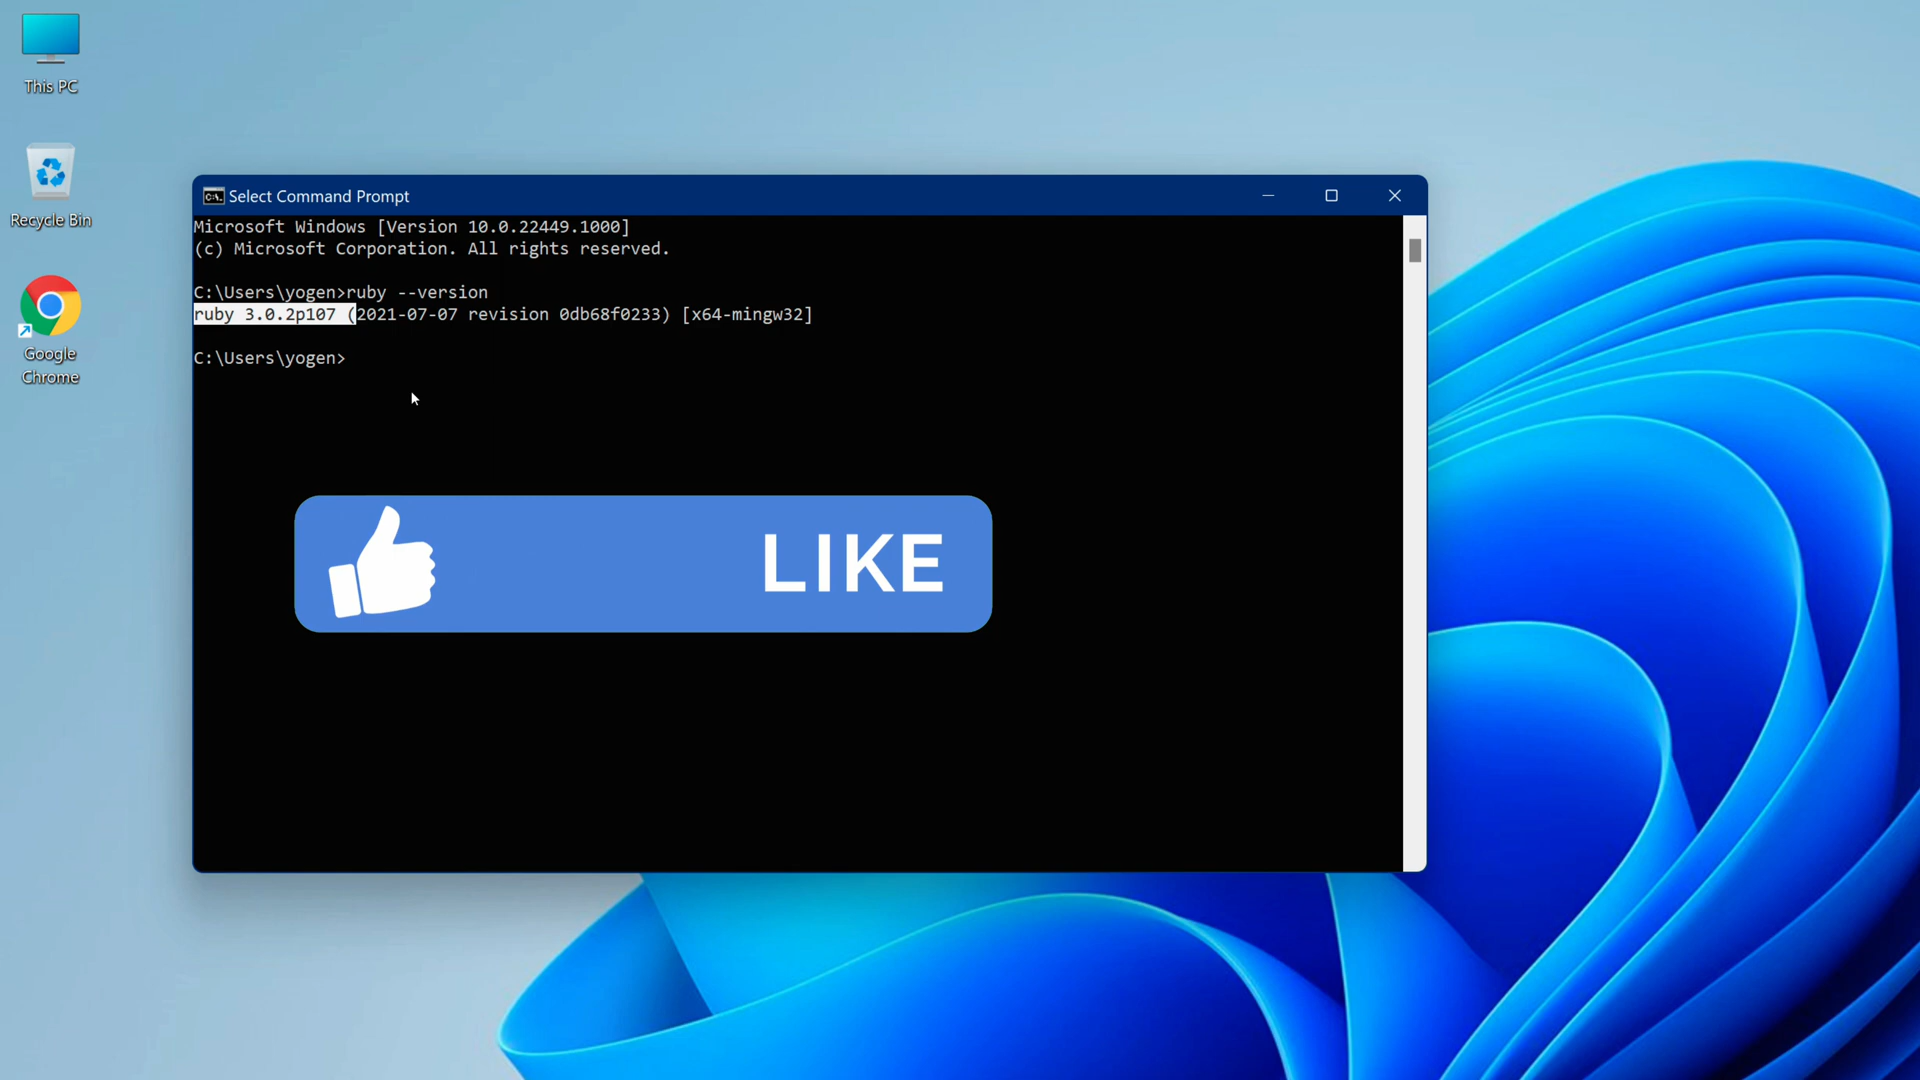 This PC
Recycle Bin
Google
Chrome
Select Command Prompt
Microsoft Windows [Version 10.0.22449.1000]
(c) Microsoft Corporation. All rights reserved.
C:\Users\yogen>ruby --version
ruby 3.0.2p107 (2021-07-07 revision 0db68f0233) [x64-mingw32]
C:\Users\yogen>
LIKE